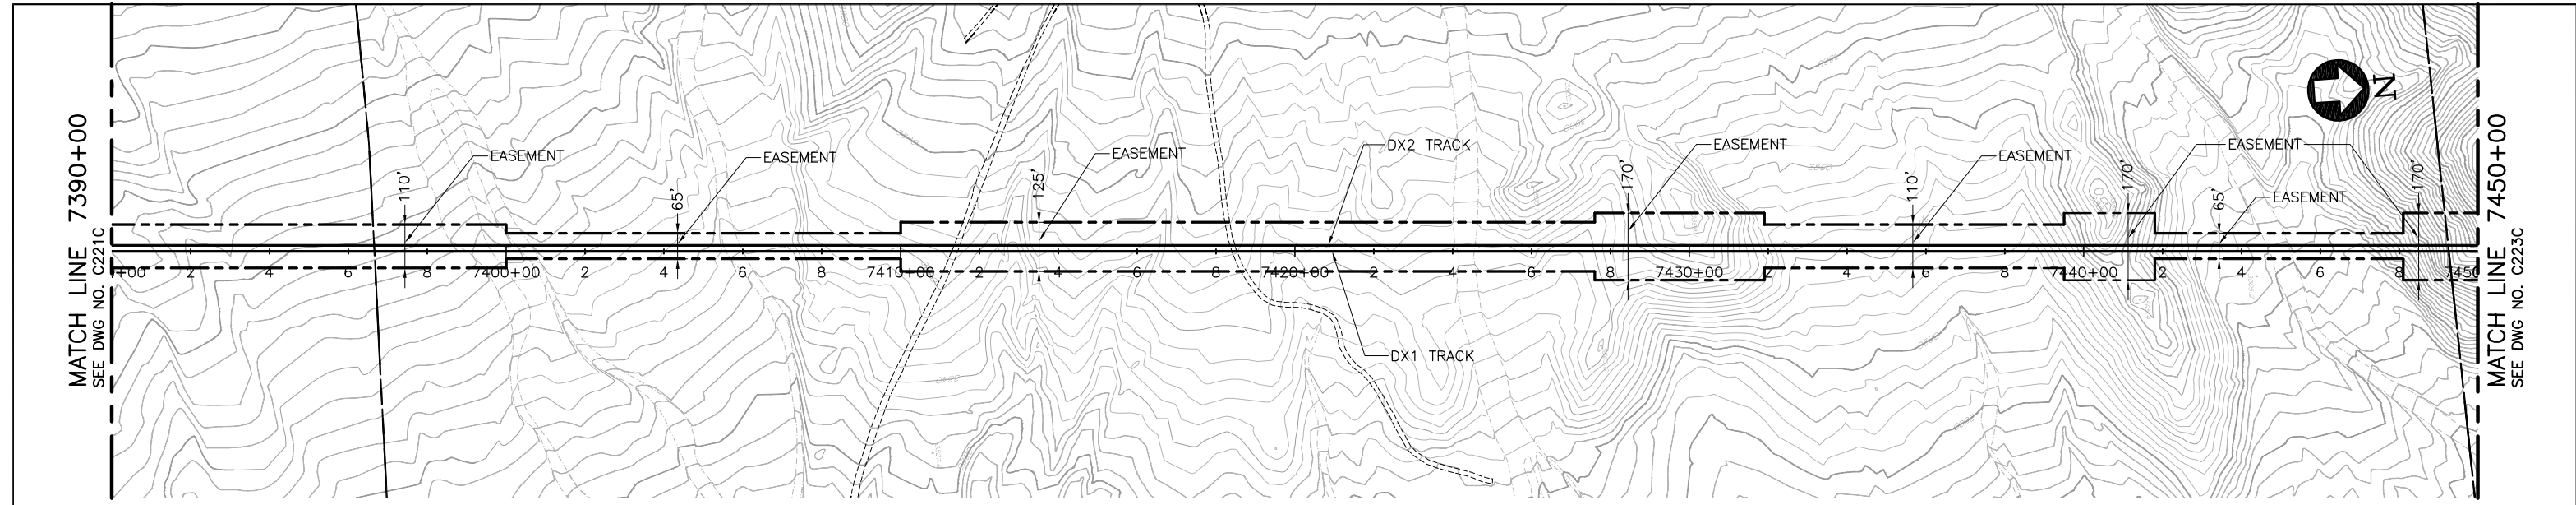 MATCH LINE 7390+00
SEE DWG NO. C221C
EASEMENT
110'
EASEMENT
65'
EASEMENT
125'
DX2 TRACK
EASEMENT
170'
EASEMENT
110'
EASEMENT
170'
EASEMENT
65'
170'
N
+00 2 4 6 8 7400+00 2 4 6 8 7410+00 2 4 6 8 7420+00 2 4 6 8 7430+00 2 4 6 8 7440+00 2 4 6 8 7450
DX1 TRACK
MATCH LINE 7450+00
SEE DWG NO. C223C